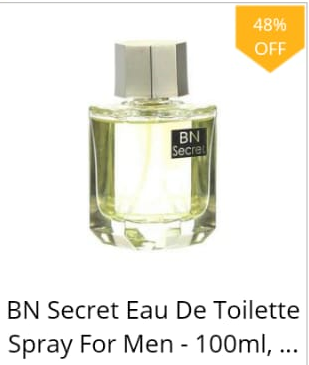 48%
OFF
BN
Secret
BN Secret Eau De Toilette
Spray For Men - 100ml, ...